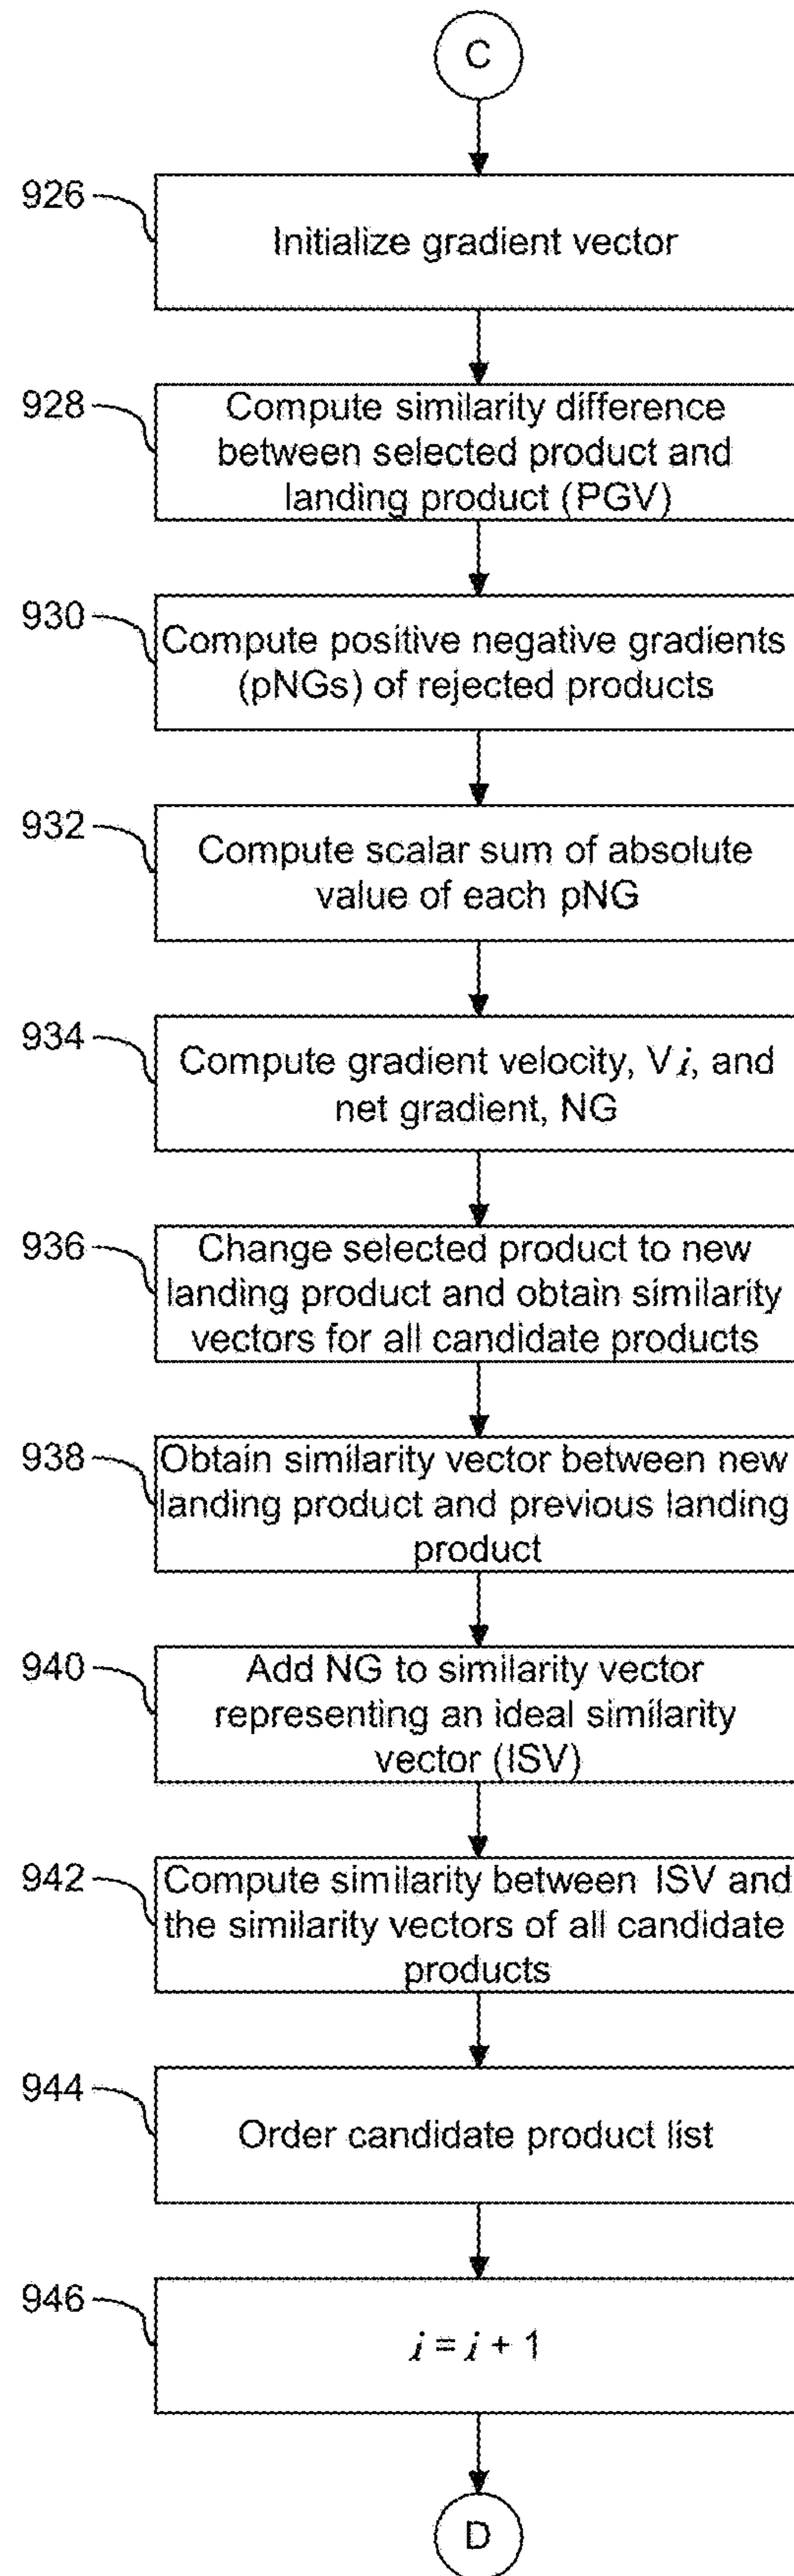 C
926
Initialize gradient vector
928
Compute similarity difference
between selected product and
landing product (PGV)
930
Compute positive negative gradients
(pNGs) of rejected products
932
Compute scalar sum of absolute
value of each pNG
934
Compute gradient velocity, Vi, and
net gradient, NG
936
Change selected product to new
landing product and obtain similarity
vectors for all candidate products
938
Obtain similarity vector between new
landing product and previous landing
product
940
Add NG to similarity vector
representing an ideal similarity
vector (ISV)
942
Compute similarity between ISV and
the similarity vectors of all candidate
products
944
Order candidate product list
946
i = i + 1
D